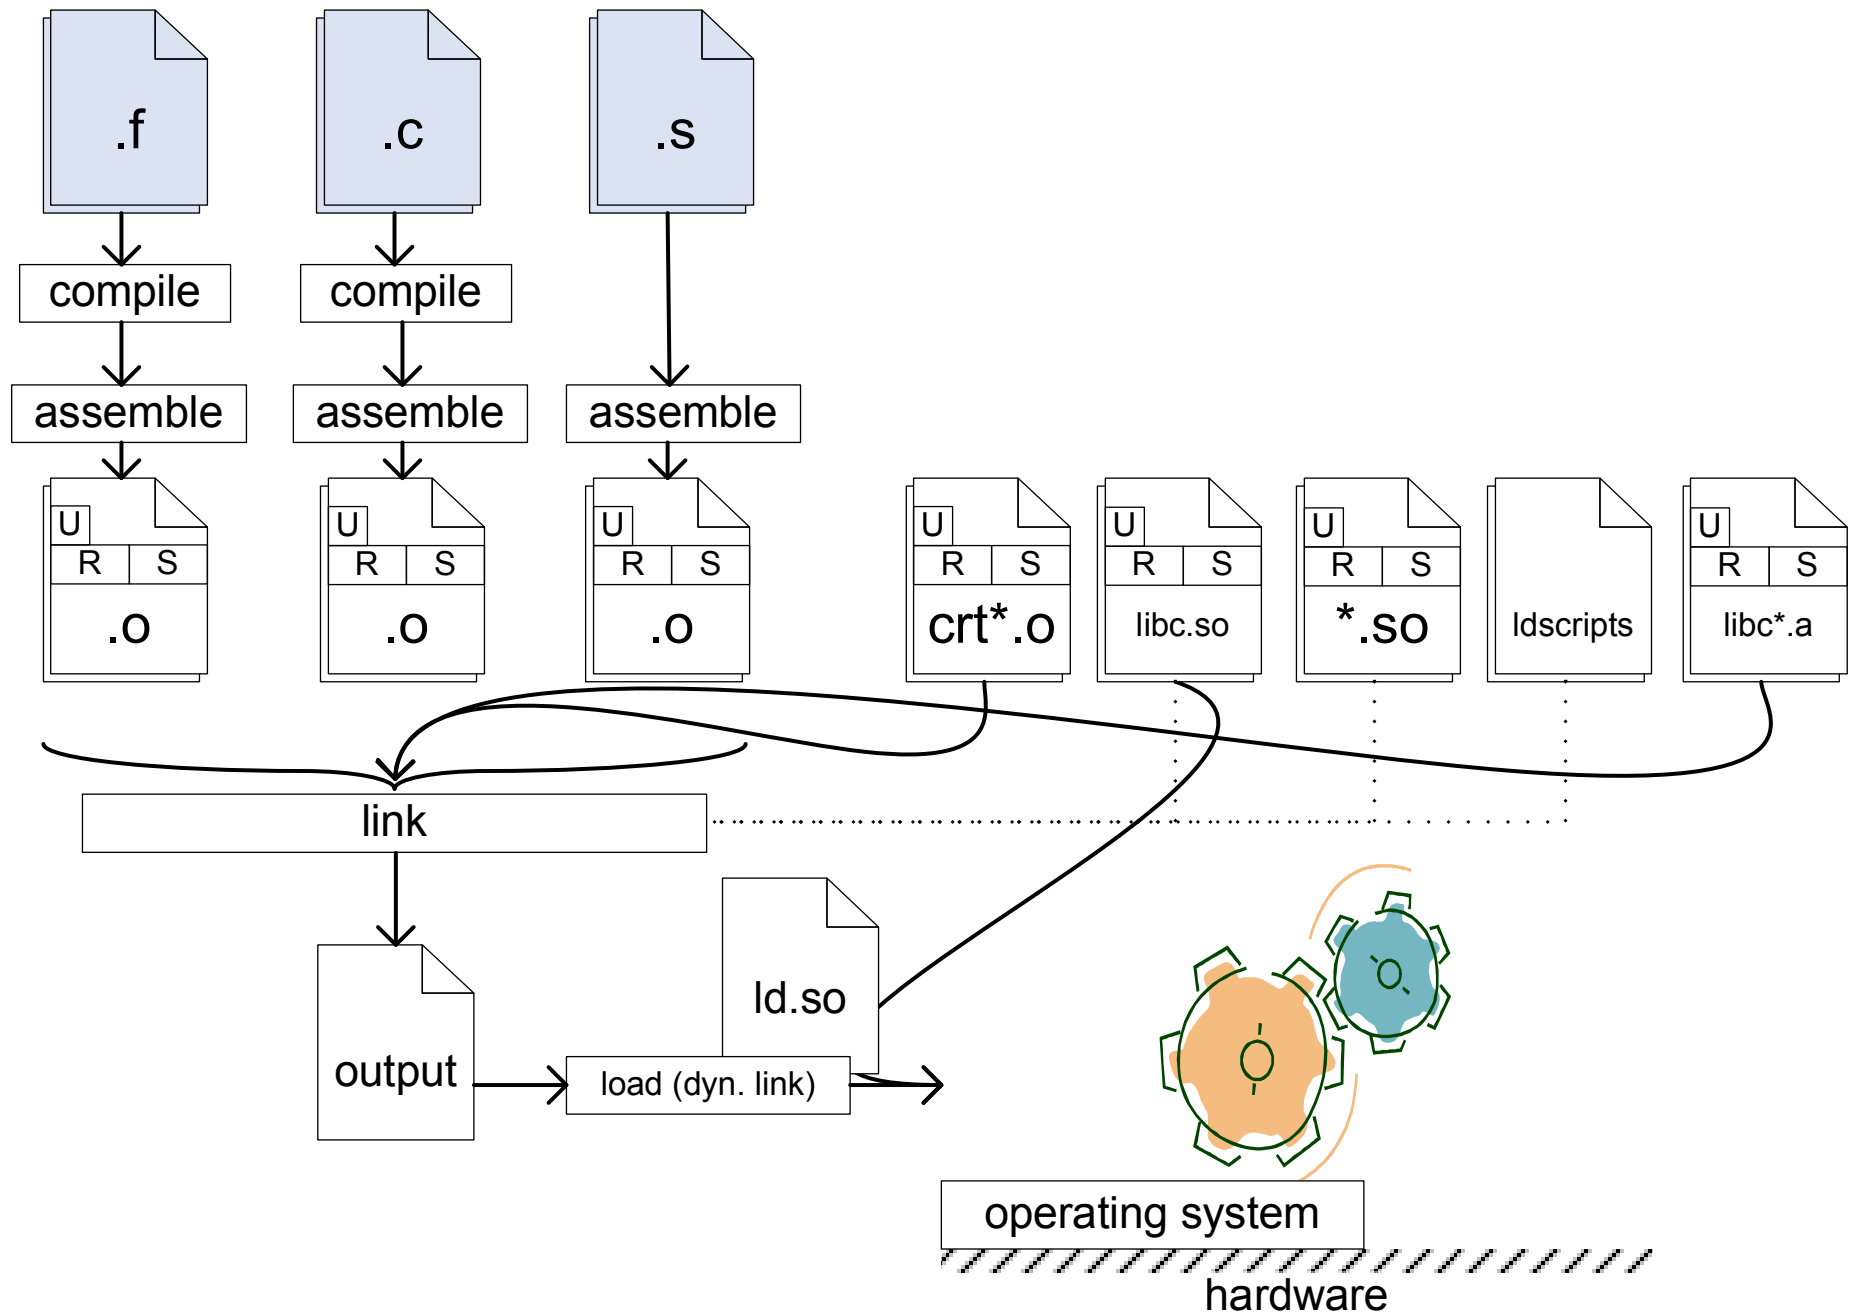 .f
.c
.s
compile
compile
assemble
assemble
assemble
U
R S
.o
U
R S
.o
U
R S
.o
U
R S
crt*.o
U
R S
libc.so
U
R S
*.so
ldscripts
U
R S
libc*.a
link
ld.so
output
load (dyn. link)
operating system
hardware